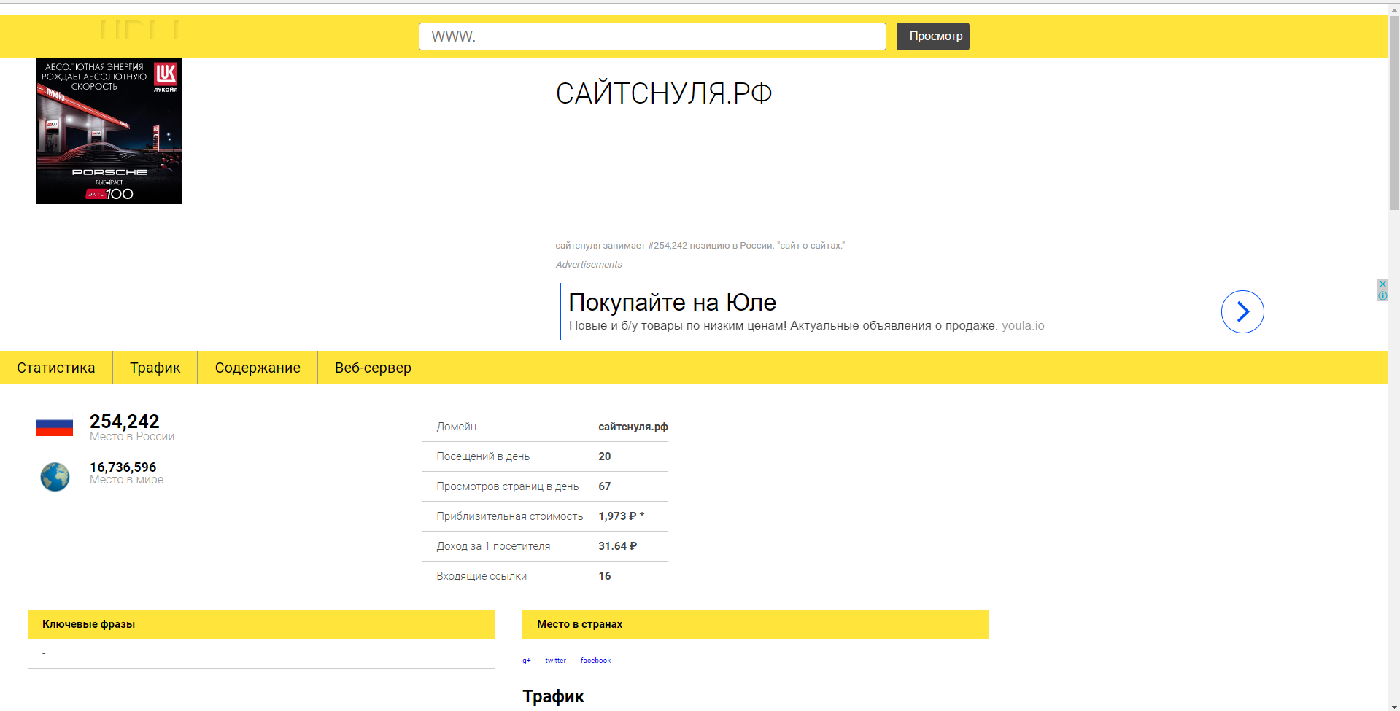 WWW.
Просмотр
АБСОЛЮТНАЯ ЭНЕРГИЯ
РОЖДАЕТ АБСОЛЮТНУЮ
СКОРОСТЬ
ЛУКОЙЛ
PORSCHE
ВЫБИРАЕТ
100
САЙТСНУЛЯ.РФ
сайтснуля занимает #254,242 позицию в России. "сайт о сайтах."
Advertisements
Покупайте на Юле
Новые и б/у товары по низким ценам! Актуальные объявления о продаже. youla.io
Статистика
Трафик
Содержание
Веб-сервер
254,242
Место в России
16,736,596
Место в мире
Домейн сайтснуля.рф
Посещений в день 20
Просмотров страниц в день 67
Приблизительная стоимость 1,973 ₽ *
Доход за 1 посетителя 31.64 ₽
Входящие ссылки 16
Ключевые фразы
-
Место в странах
g+ twitter facebook
Трафик